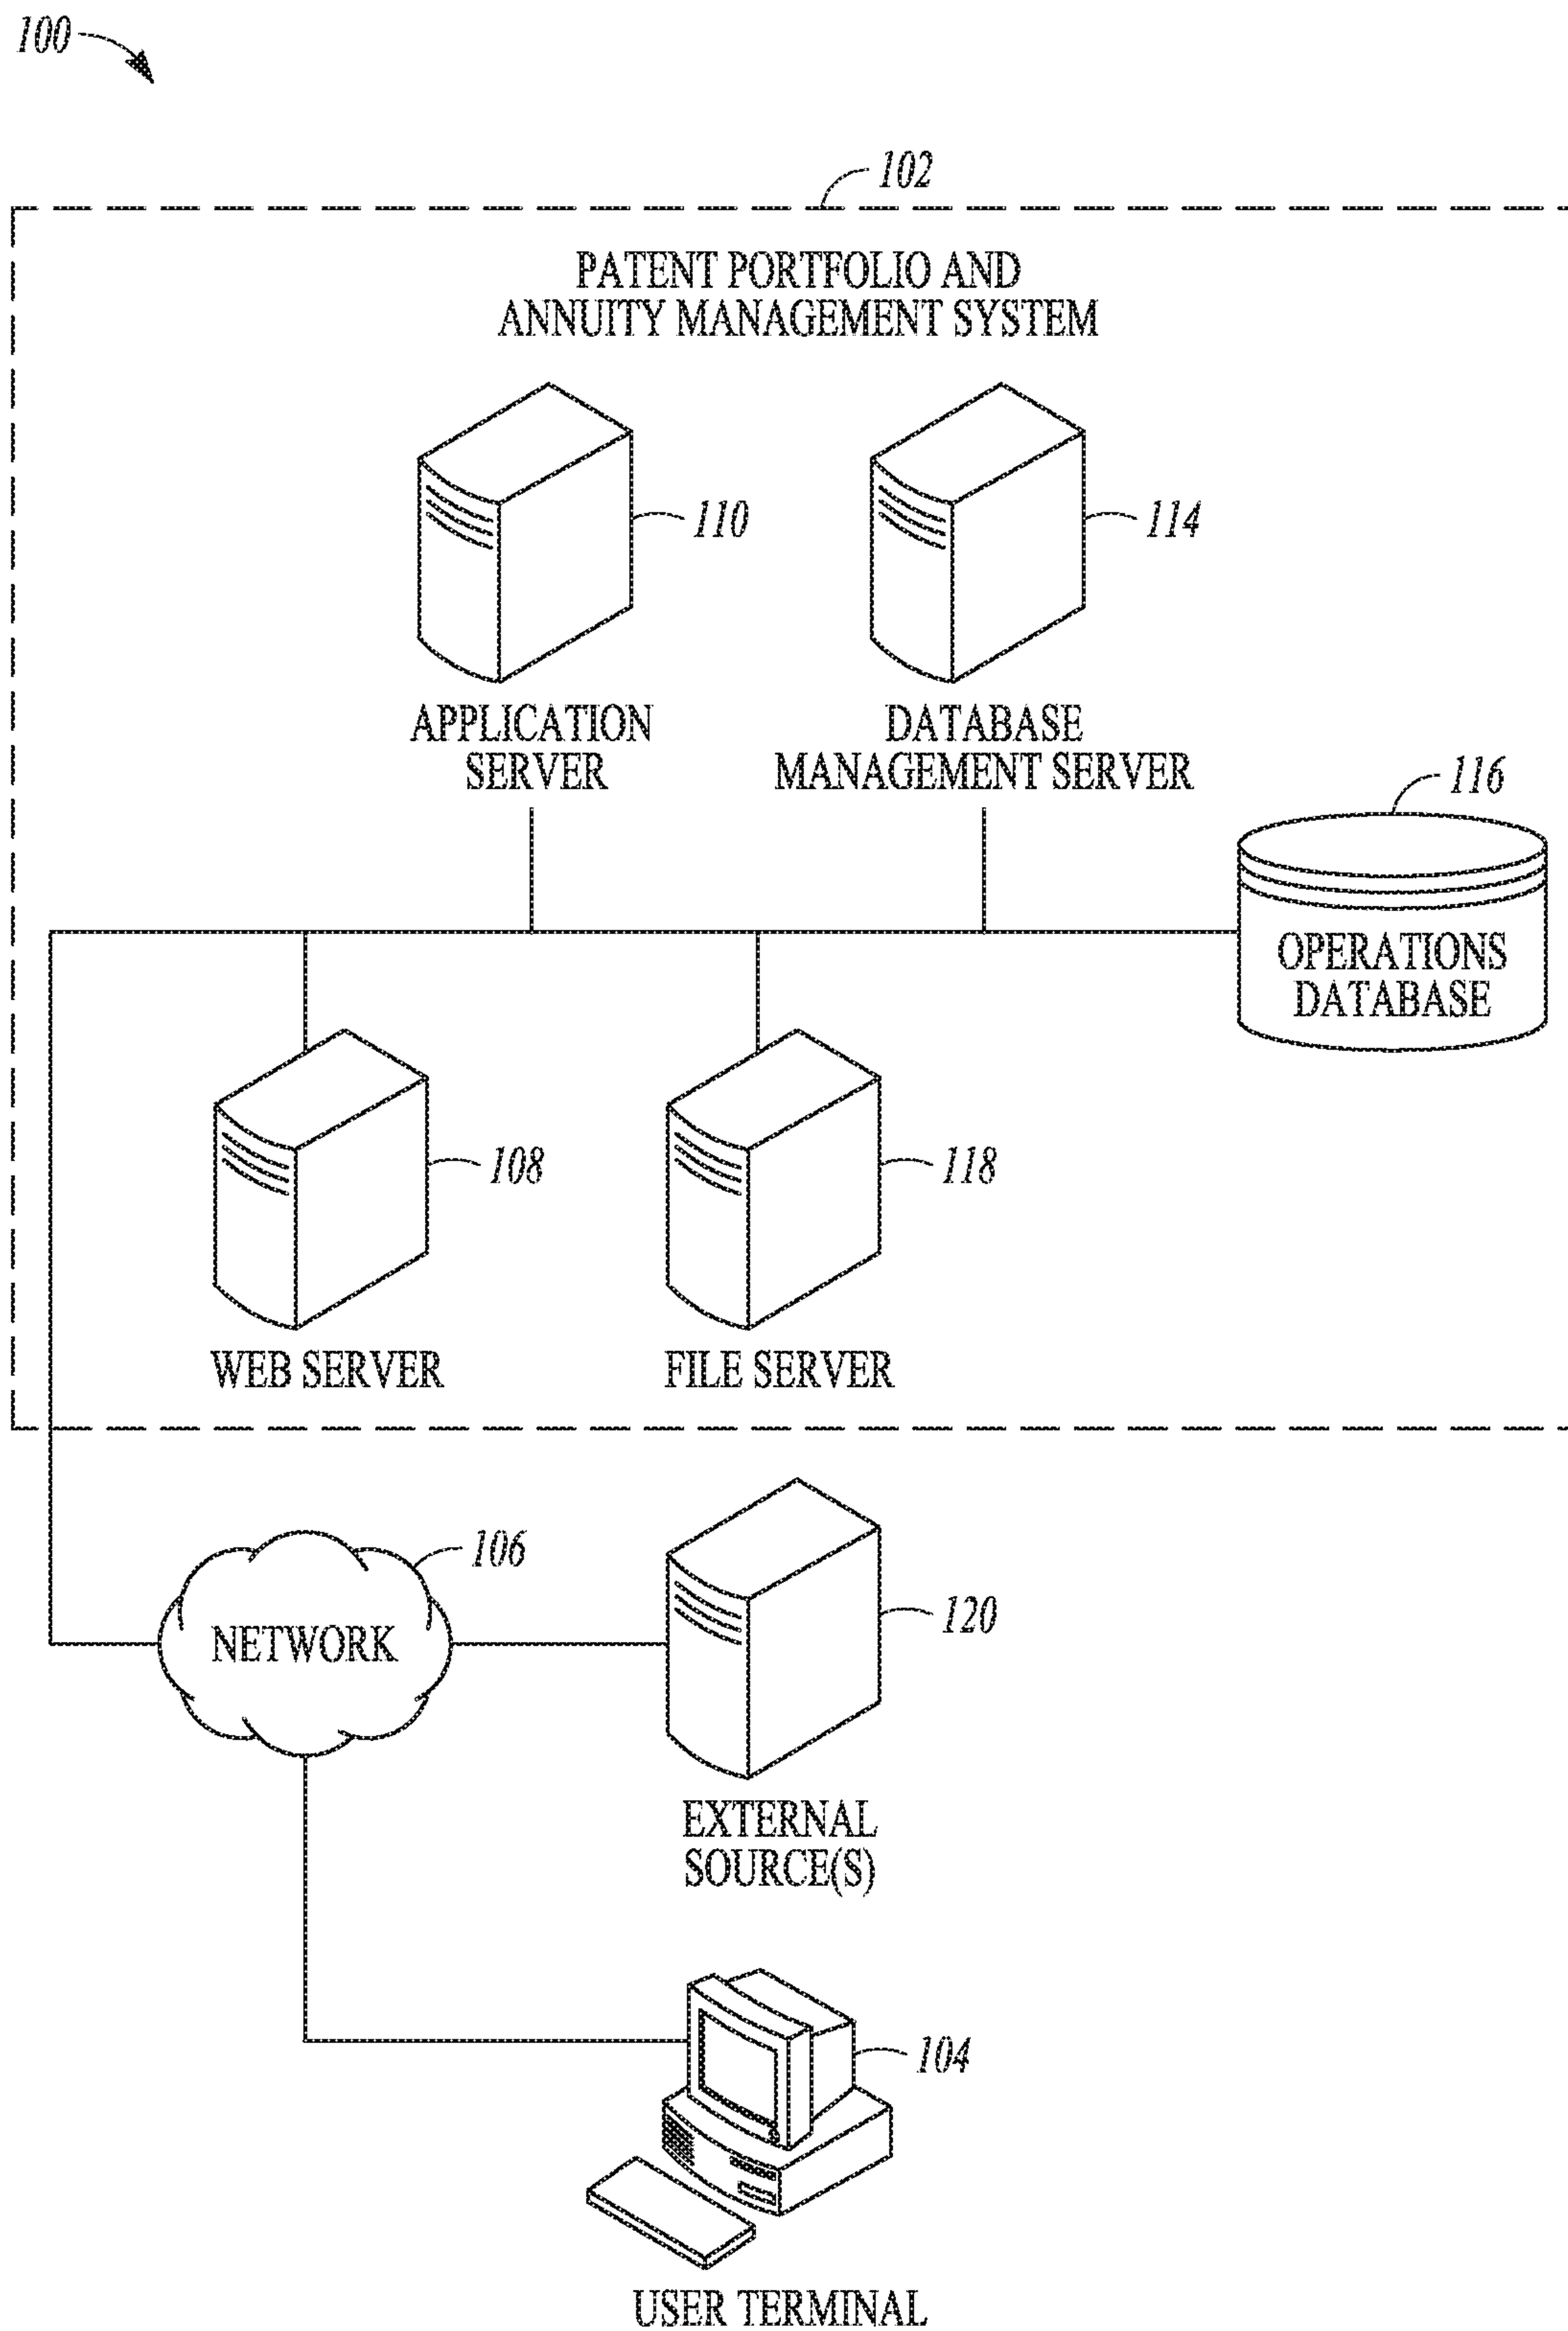 100
102
PATENT PORTFOLIO AND
ANNUITY MANAGEMENT SYSTEM
110
114
APPLICATION
SERVER
DATABASE
MANAGEMENT SERVER
116
OPERATIONS
DATABASE
108
118
WEB SERVER
FILE SERVER
106
NETWORK
120
EXTERNAL
SOURCE(S)
104
USER TERMINAL